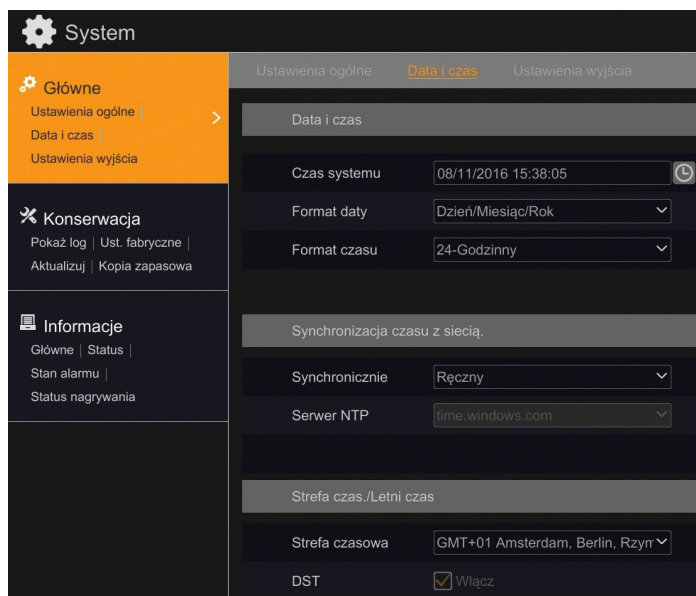 System
Główne
Ustawienia ogólne |
Data i czas |
Ustawienia wyjścia
Konserwacja
Pokaż log | Ust. fabryczne |
Aktualizuj | Kopia zapasowa
Informacje
Główne | Status |
Stan alarmu |
Status nagrywania
Ustawienia ogólne Data i czas Ustawienia wyjścia
Data i czas
Czas systemu 08/11/2016 15:38:05
Format daty Dzień/Miesiąc/Rok
Format czasu 24-Godzinny
Synchronizacja czasu z siecią.
Synchronicznie Ręczny
Serwer NTP time.windows.com
Strefa czas./Letni czas
Strefa czasowa GMT+01 Amsterdam, Berlin, Rzym
DST Włącz